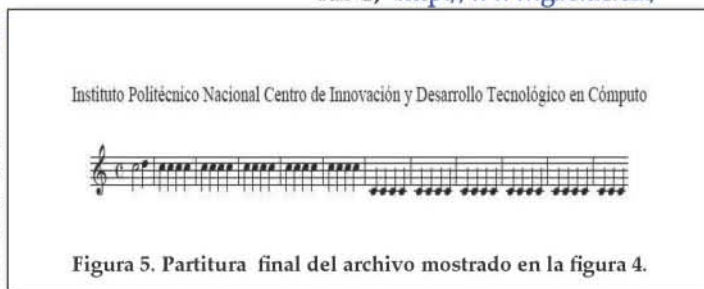 Instituto Politécnico Nacional Centro de Innovación y Desarrollo Tecnológico en Cómputo
Figura 5. Partitura final del archivo mostrado en la figura 4.